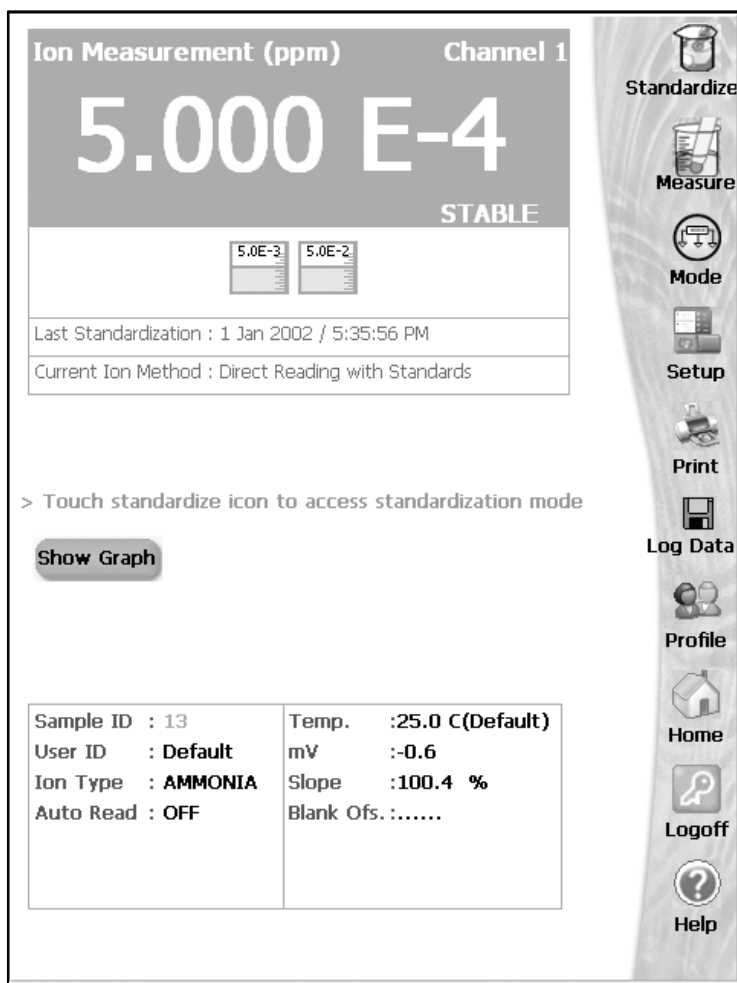 Ion Measurement (ppm) Channel 1
5.000 E-4
STABLE
5.0E-3 5.0E-2
Last Standardization : 1 Jan 2002 / 5:35:56 PM
Current Ion Method : Direct Reading with Standards
> Touch standardize icon to access standardization mode
Show Graph
Sample ID : 13
User ID : Default
Ion Type : AMMONIA
Auto Read : OFF
Temp. :25.0 C(Default)
mV :-0.6
Slope :100.4 %
Blank Ofs. :......
Standardize
Measure
Mode
Setup
Print
Log Data
Profile
Home
Logoff
Help